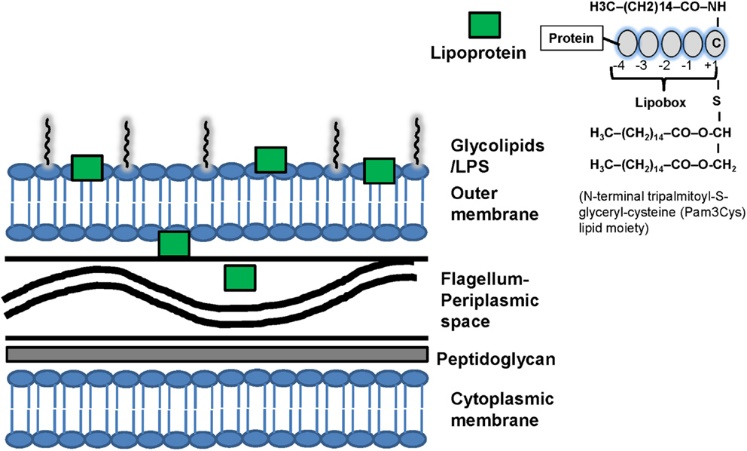 H3C–(CH2)14–CO–NH
Lipoprotein
Protein
C
-4 -3 -2 -1 +1
Lipobox
S
H₃C–(CH₂)₁₄–CO–O–CH
H₃C–(CH₂)₁₄–CO–O–CH₂
(N-terminal tripalmitoyl-S-
glyceryl-cysteine (Pam3Cys)
lipid moiety)
Glycolipids
/LPS
Outer
membrane
Flagellum-
Periplasmic
space
Peptidoglycan
Cytoplasmic
membrane